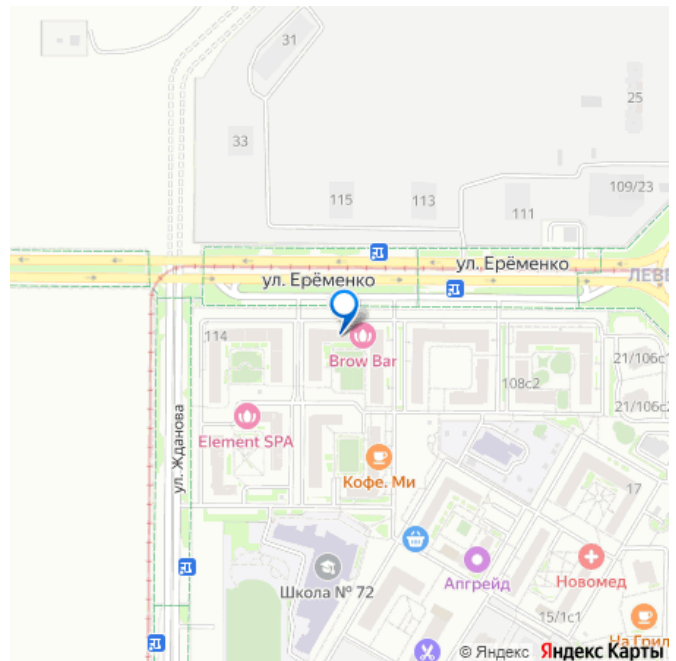 31
25
33
109/23
115
113
111
ул. Ерёменко
ул. Ерёменко
ЛЕВЕ
114
Brow Bar
21/106с1
108с2
21/106с2
ул. Жданова
Element SPA
Кофе. Ми
17
Школа № 72
Апгрейд
Новомед
15/1с1
На Грил
© Яндекс Яндекс Карты